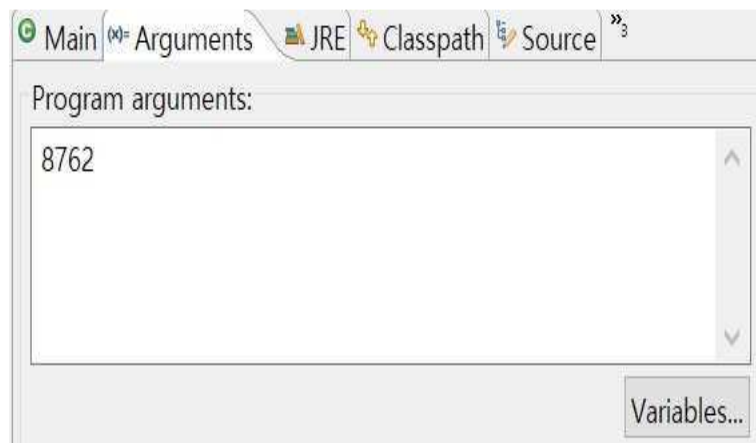 Main (x)= Arguments JRE Classpath Source »3
Program arguments:
8762
Variables...